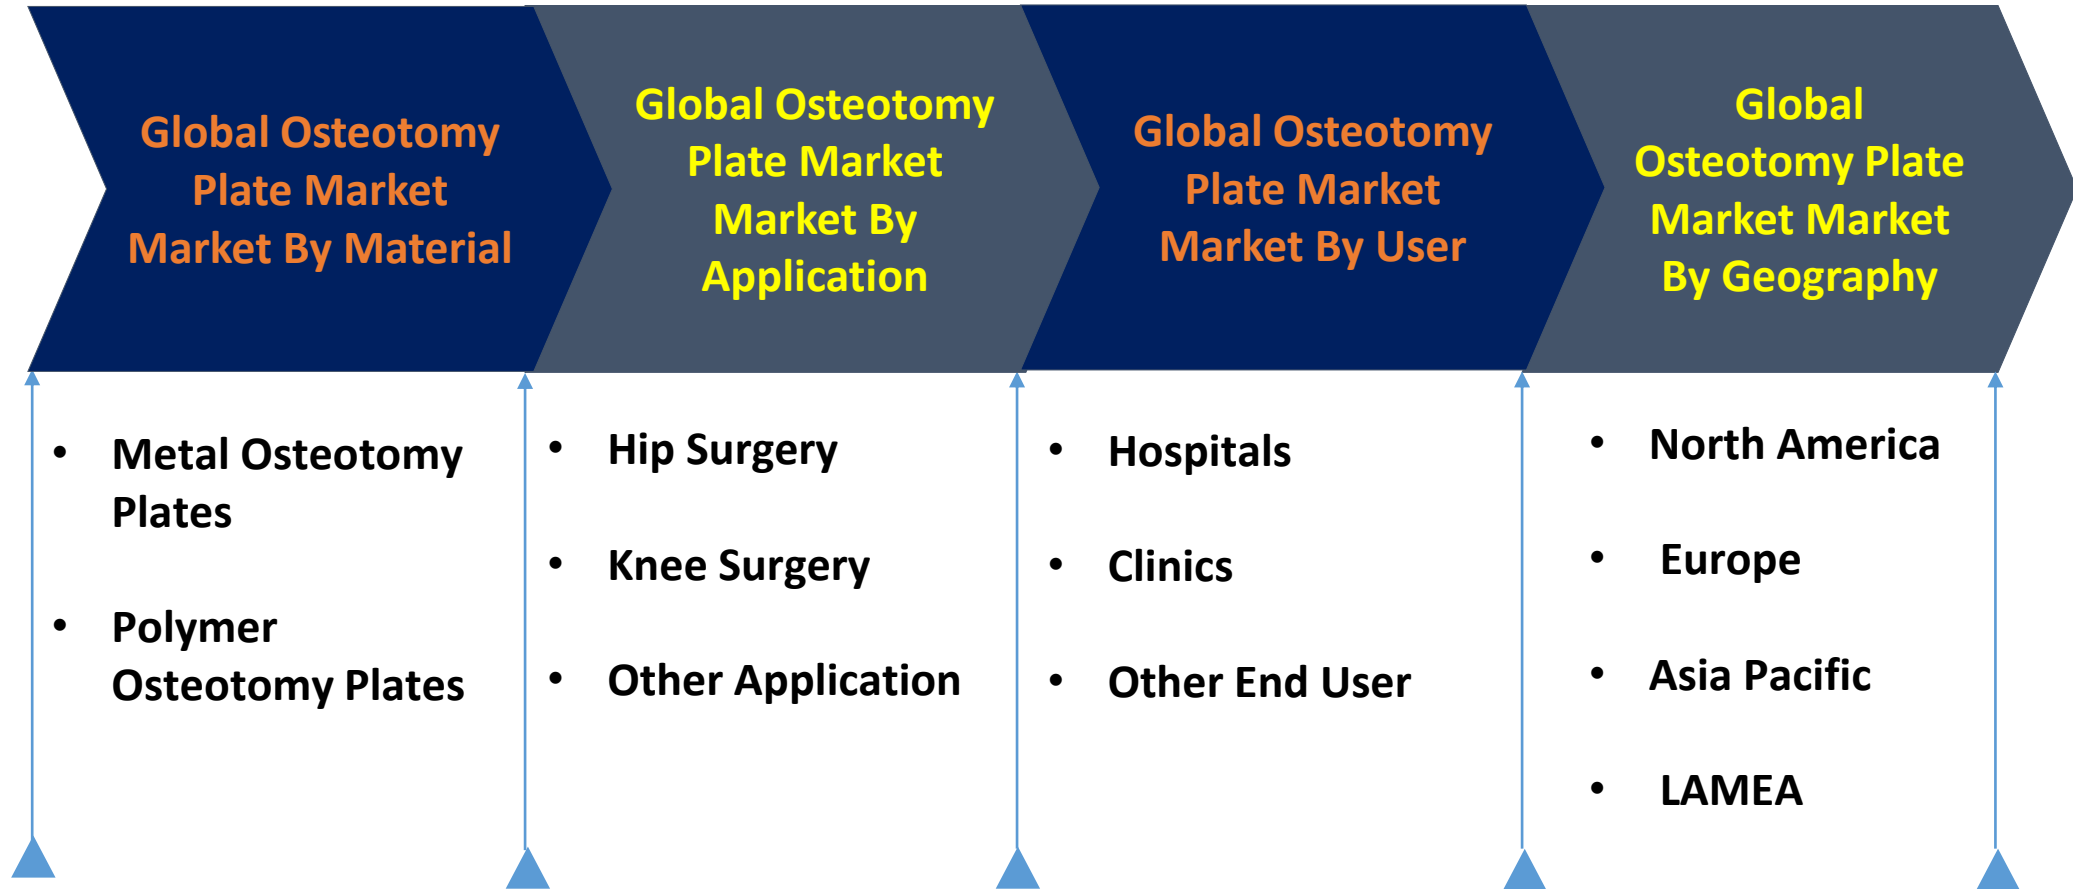 Global Osteotomy
Plate Market
Market By Material
Global Osteotomy
Plate Market
Market By
Application
Global Osteotomy
Plate Market
Market By User
Global
Osteotomy Plate
Market Market
By Geography
• Metal Osteotomy
Plates
• Polymer
Osteotomy Plates
• Hip Surgery
• Knee Surgery
• Other Application
• Hospitals
• Clinics
• Other End User
• North America
• Europe
• Asia Pacific
• LAMEA